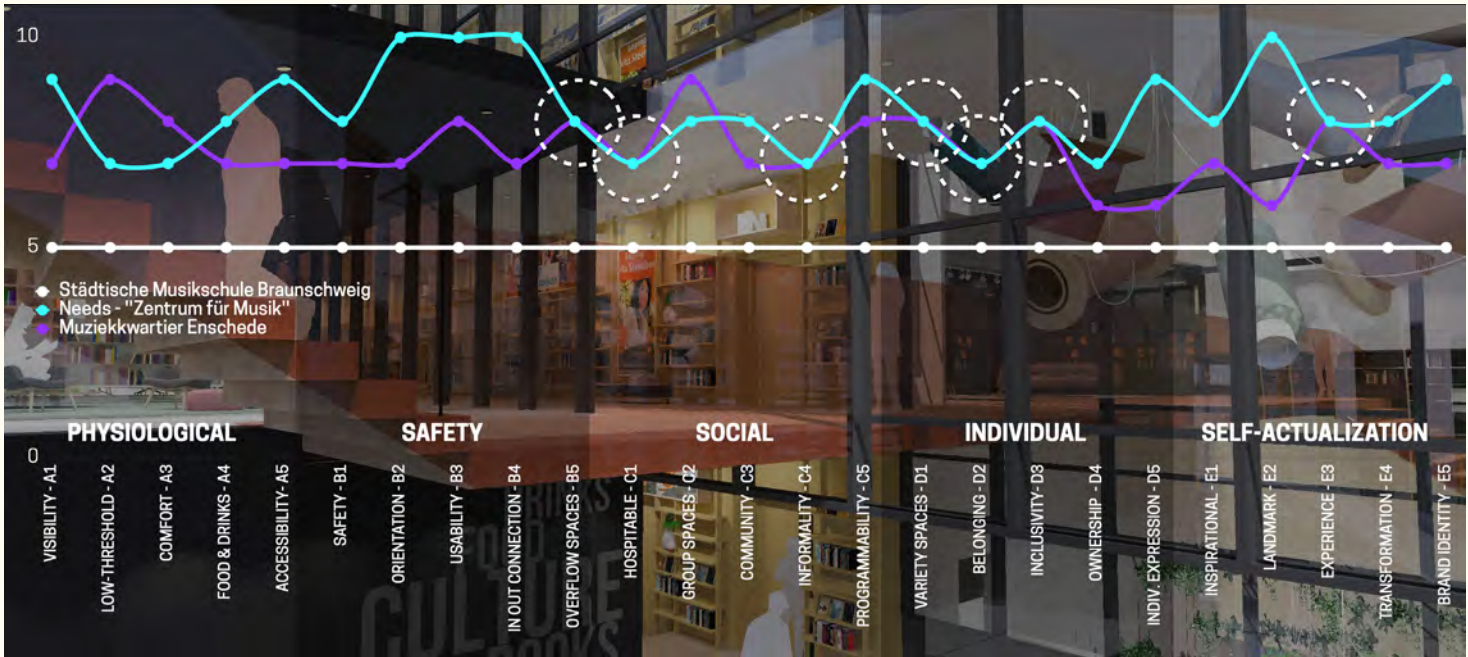 10
5
Städtische Musikschule Braunschweig
Needs - "Zentrum für Musik"
Muziekkwartier Enschede
PHYSIOLOGICAL
SAFETY
SOCIAL
INDIVIDUAL
SELF-ACTUALIZATION
0
VISIBILITY - A1
LOW-THRESHOLD - A2
COMFORT - A3
FOOD & DRINKS - A4
ACCESSIBILITY - A5
SAFETY - B1
ORIENTATION - B2
USABILITY - B3
IN OUT CONNECTION - B4
OVERFLOW SPACES - B5
HOSPITABLE - C1
GROUP SPACES - C2
COMMUNITY - C3
INFORMALITY - C4
PROGRAMMABILITY - C5
VARIETY SPACES - D1
BELONGING - D2
INCLUSIVITY - D3
OWNERSHIP - D4
INDIV. EXPRESSION - D5
INSPIRATIONAL - E1
LANDMARK - E2
EXPERIENCE - E3
TRANSFORMATION - E4
BRAND IDENTITY - E5
DRINKS
FOOD
CULTURE
BOOKS